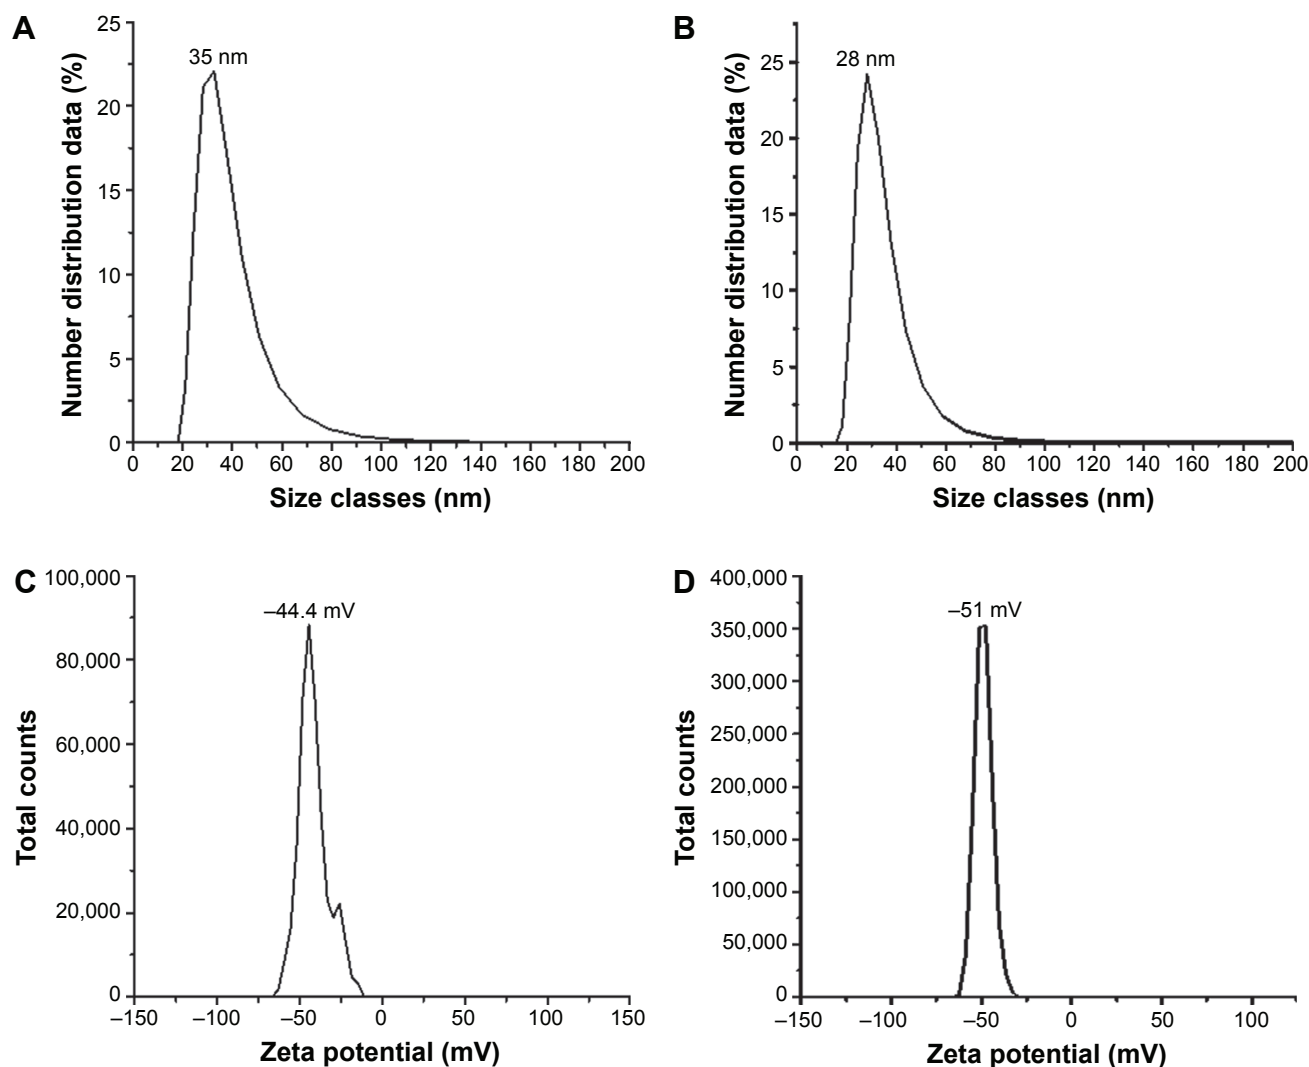 A
25
20
15
10
5
0
Number distribution data (%)
35 nm
0 20 40 60 80 100 120 140 160 180 200
Size classes (nm)
B
25
20
15
10
5
0
Number distribution data (%)
28 nm
0 20 40 60 80 100 120 140 160 180 200
Size classes (nm)
C
100,000
80,000
60,000
40,000
20,000
0
Total counts
–44.4 mV
–150 –100 –50 0 50 100 150
Zeta potential (mV)
D
400,000
350,000
300,000
250,000
200,000
150,000
100,000
50,000
0
Total counts
–51 mV
–150 –100 –50 0 50 100
Zeta potential (mV)